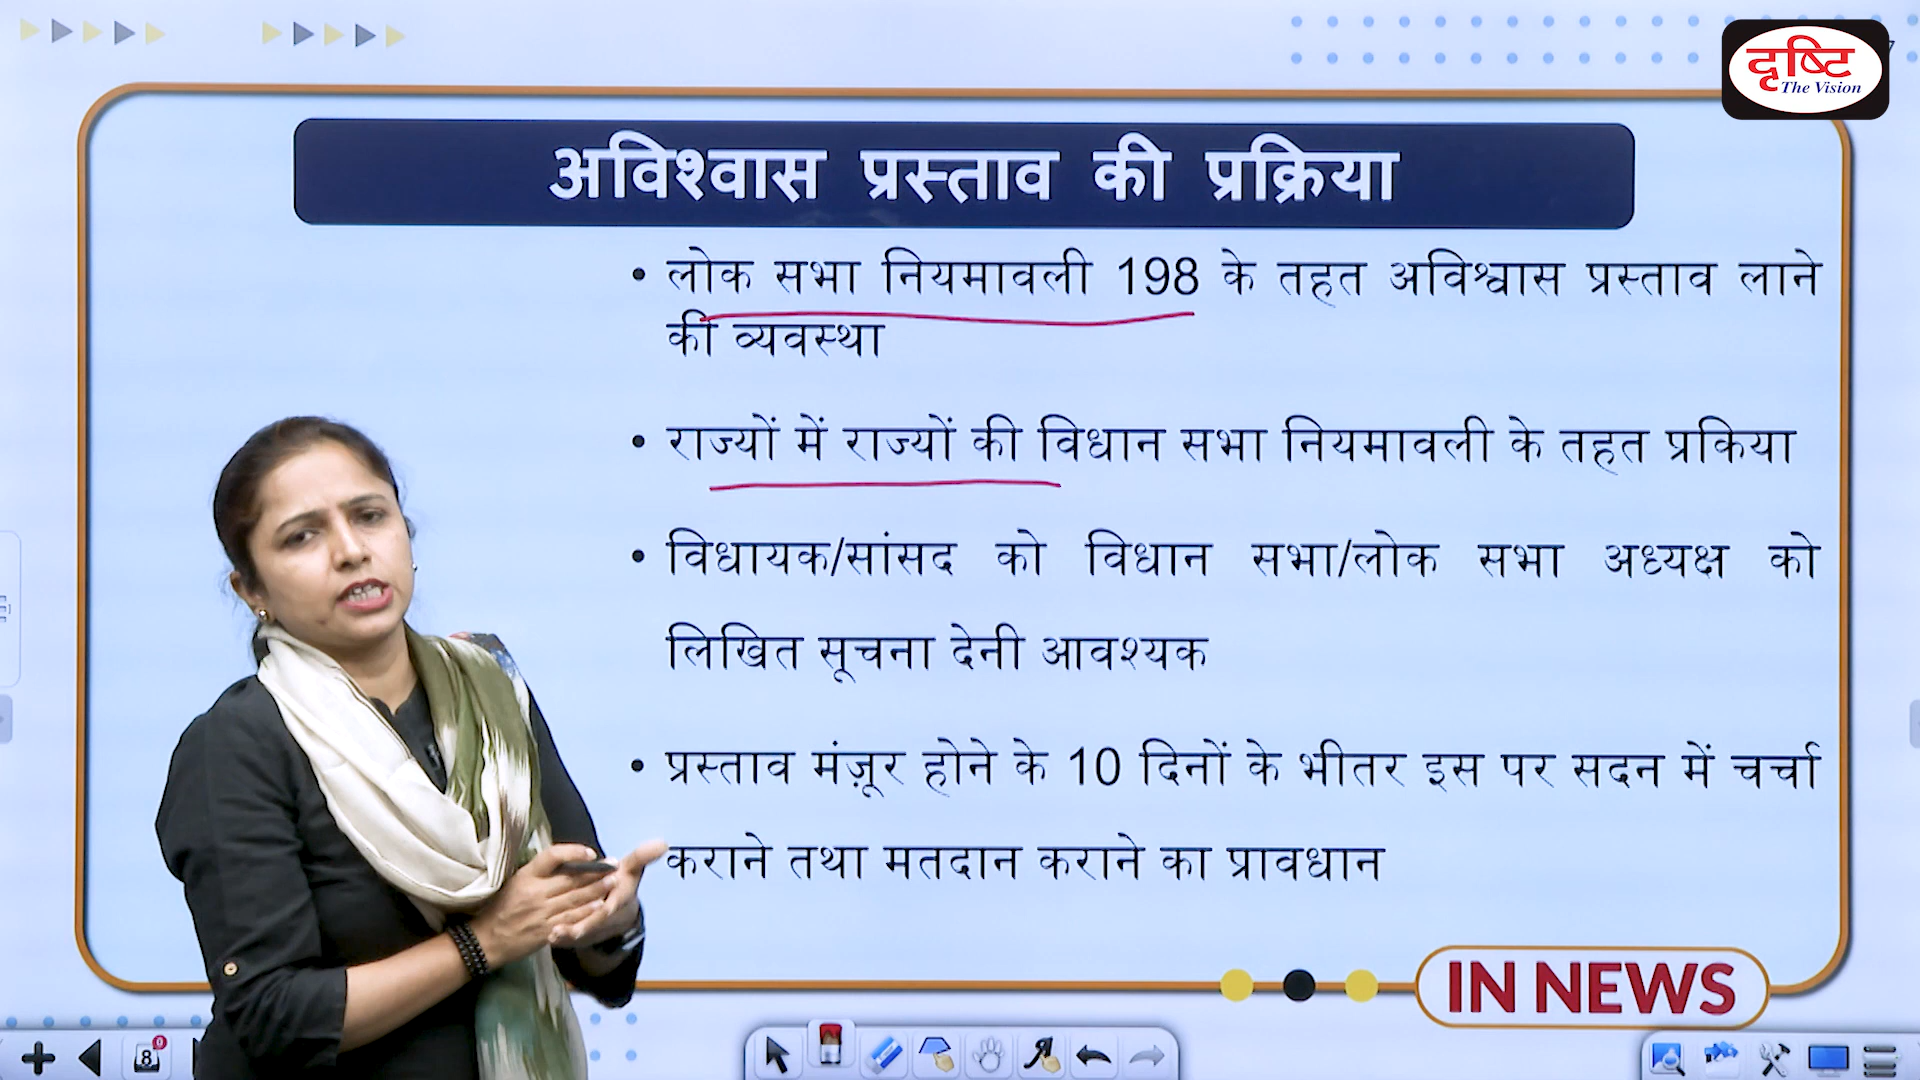 दृष्टि
The Vision
अविश्वास प्रस्ताव की प्रक्रिया
• लोक सभा नियमावली 198 के तहत अविश्वास प्रस्ताव लाने
की व्यवस्था
• राज्यों में राज्यों की विधान सभा नियमावली के तहत प्रकिया
• विधायक/सांसद को विधान सभा/लोक सभा अध्यक्ष को
लिखित सूचना देनी आवश्यक
• प्रस्ताव मंज़ूर होने के 10 दिनों के भीतर इस पर सदन में चर्चा
कराने तथा मतदान कराने का प्रावधान
IN NEWS
8
0